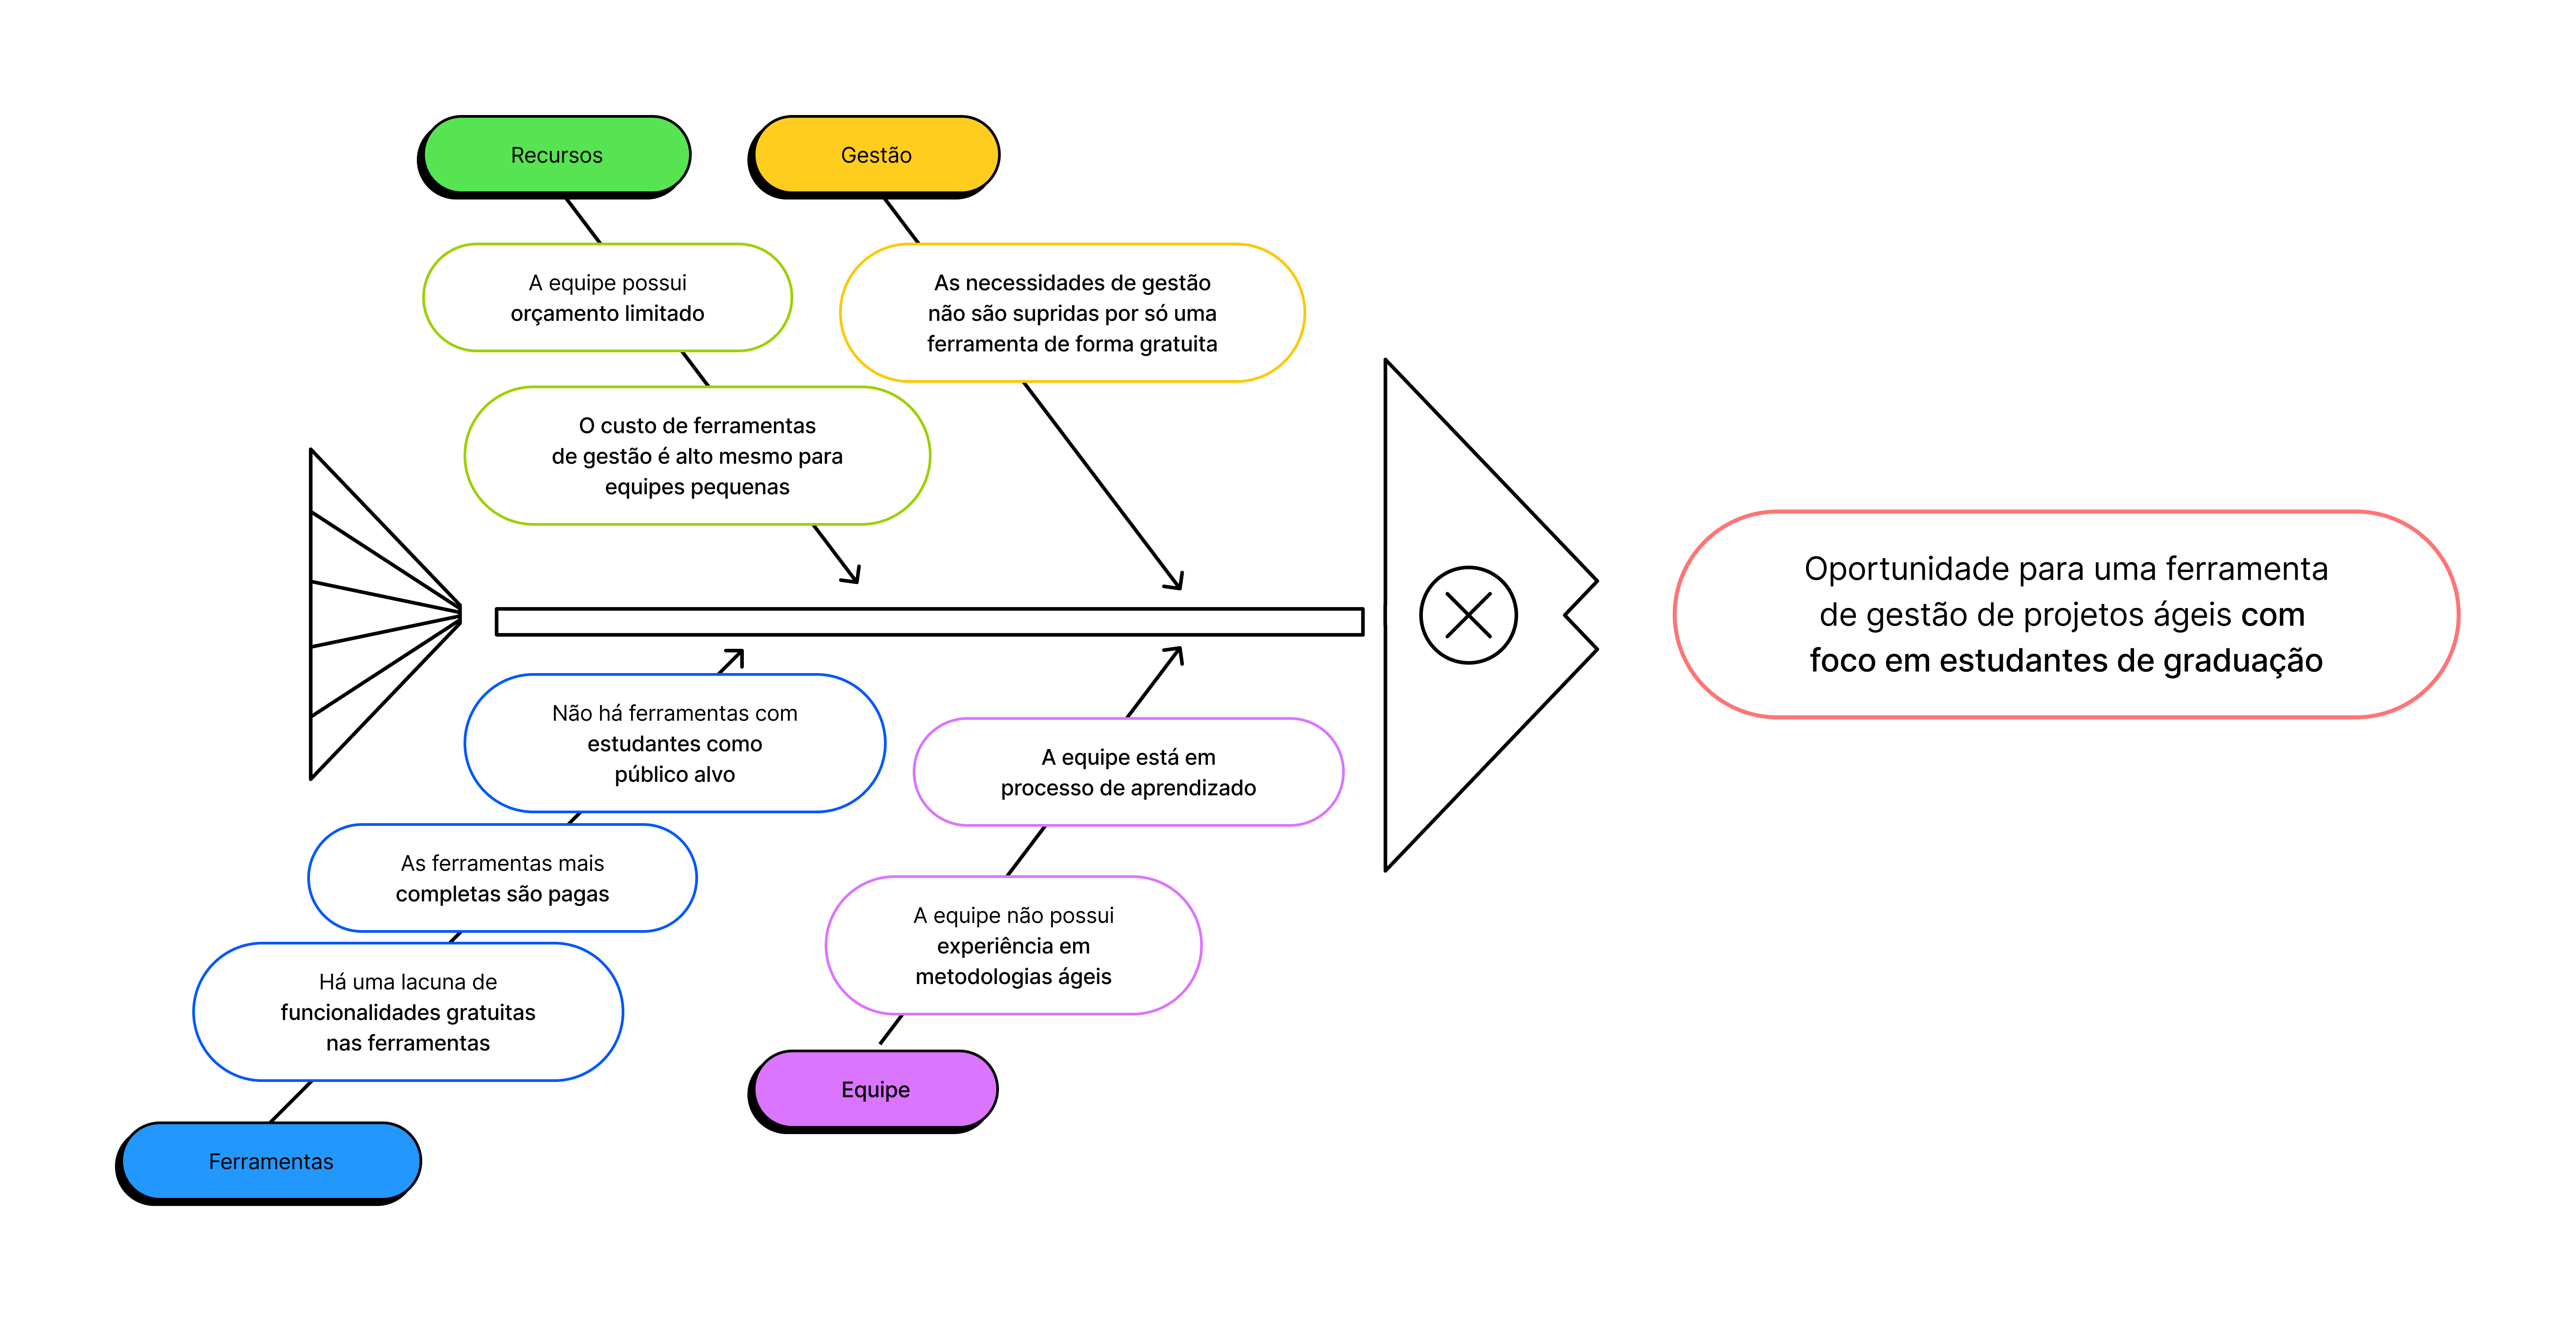 Recursos
Gestão
A equipe possui
orçamento limitado
As necessidades de gestão
não são supridas por só uma
ferramenta de forma gratuita
O custo de ferramentas
de gestão é alto mesmo para
equipes pequenas
Oportunidade para uma ferramenta
de gestão de projetos ágeis com
foco em estudantes de graduação
Não há ferramentas com
estudantes como
público alvo
A equipe está em
processo de aprendizado
As ferramentas mais
completas são pagas
A equipe não possui
experiência em
metodologias ágeis
Há uma lacuna de
funcionalidades gratuitas
nas ferramentas
Equipe
Ferramentas